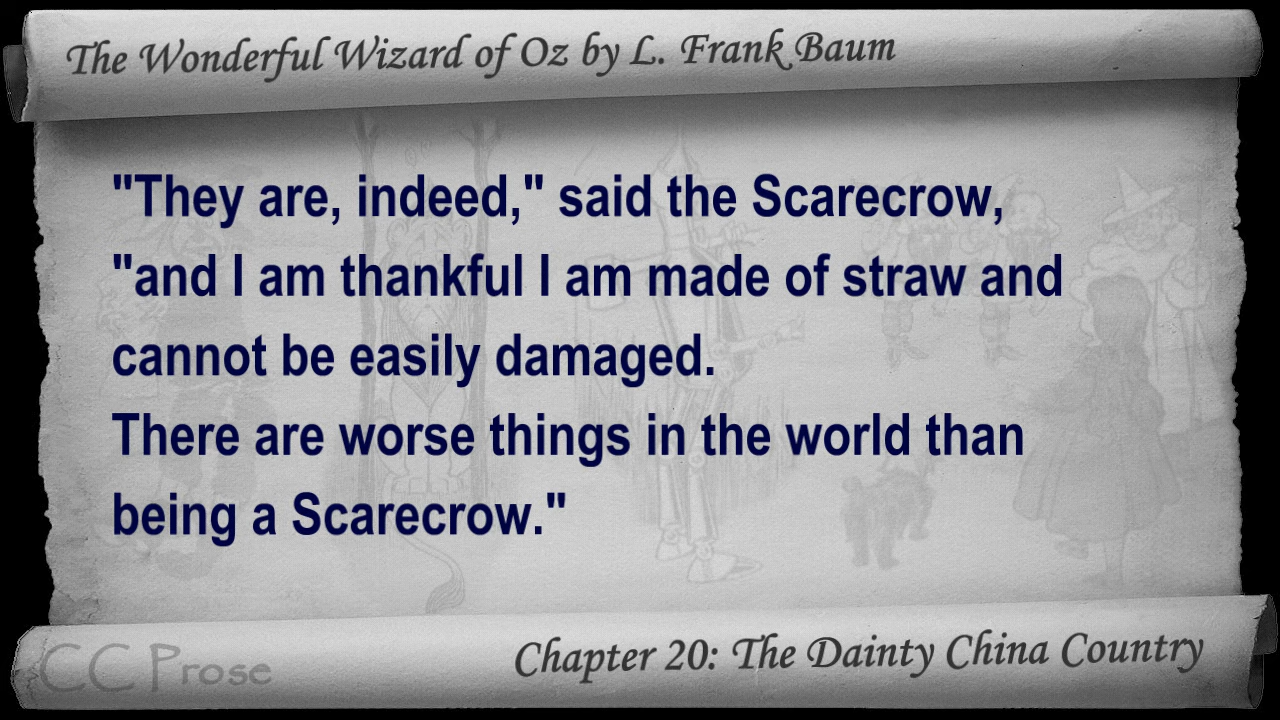 The Wonderful Wizard of Oz by L. Frank Baum
"They are, indeed," said the Scarecrow,
"and I am thankful I am made of straw and
cannot be easily damaged.
There are worse things in the world than
being a Scarecrow."
CC Prose
Chapter 20: The Dainty China Country